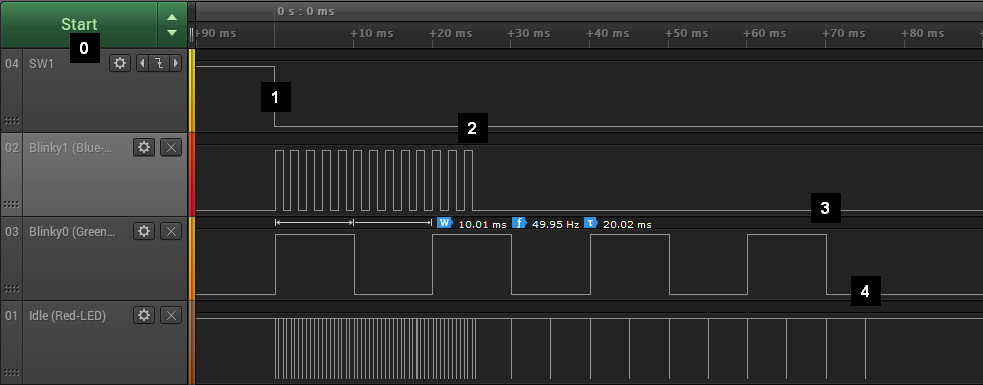 Start
0
0 s : 0 ms
+90 ms +10 ms +20 ms +30 ms +40 ms +50 ms +60 ms +70 ms +80 ms
04 SW1
1
2
02 Blinky1 (Blue-...
3
W 10.01 ms f 49.95 Hz T 20.02 ms
03 Blinky0 (Green...
4
01 Idle (Red-LED)